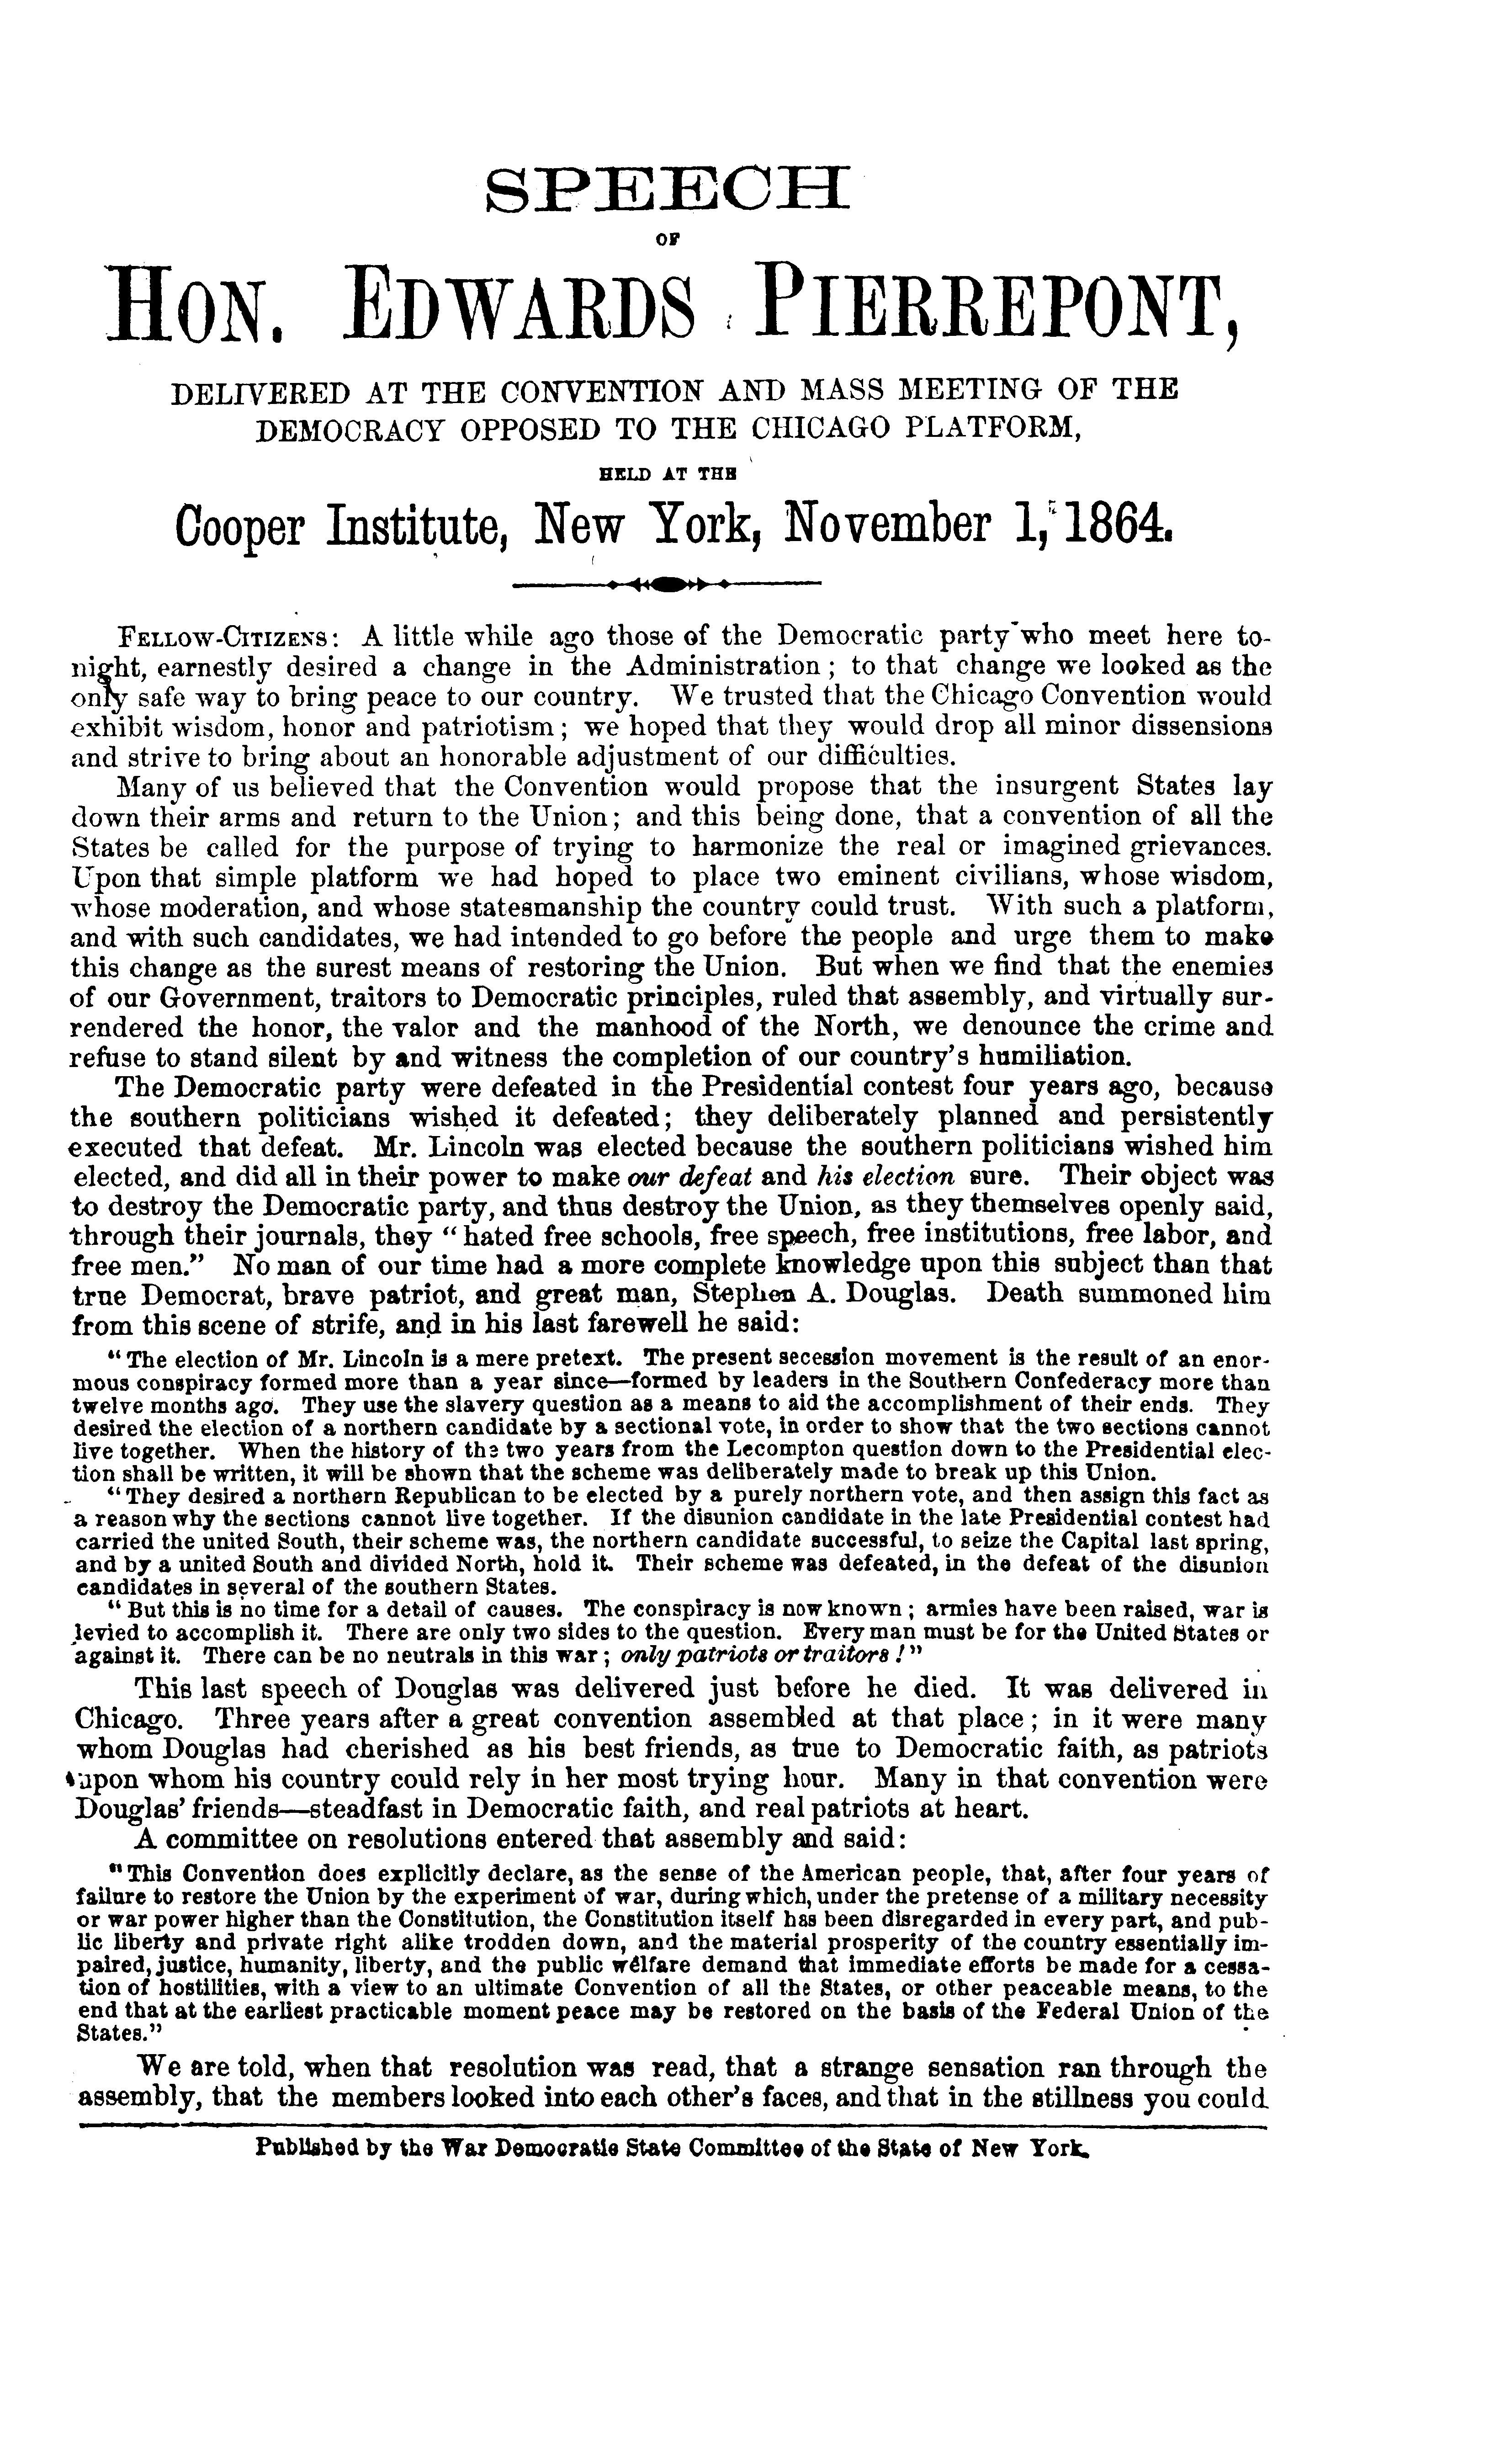 SPEECH
OF
HON. EDWARDS PIERREPONT,
DELIVERED AT THE CONVENTION AND MASS MEETING OF THE
DEMOCRACY OPPOSED TO THE CHICAGO PLATFORM,
HELD AT THE
Cooper Institute, New York, November 1, 1864.
FELLOW-CITIZENS: A little while ago those of the Democratic party who meet here to-
night, earnestly desired a change in the Administration; to that change we looked as the
only safe way to bring peace to our country. We trusted that the Chicago Convention would
exhibit wisdom, honor and patriotism; we hoped that they would drop all minor dissensions
and strive to bring about an honorable adjustment of our difficulties.
Many of us believed that the Convention would propose that the insurgent States lay
down their arms and return to the Union; and this being done, that a convention of all the
States be called for the purpose of trying to harmonize the real or imagined grievances.
Upon that simple platform we had hoped to place two eminent civilians, whose wisdom,
whose moderation, and whose statesmanship the country could trust. With such a platform,
and with such candidates, we had intended to go before the people and urge them to make
this change as the surest means of restoring the Union. But when we find that the enemies
of our Government, traitors to Democratic principles, ruled that assembly, and virtually sur-
rendered the honor, the valor and the manhood of the North, we denounce the crime and
refuse to stand silent by and witness the completion of our country's humiliation.
The Democratic party were defeated in the Presidential contest four years ago, because
the southern politicians wished it defeated; they deliberately planned and persistently
executed that defeat. Mr. Lincoln was elected because the southern politicians wished him
elected, and did all in their power to make our defeat and his election sure. Their object was
to destroy the Democratic party, and thus destroy the Union, as they themselves openly said,
through their journals, they "hated free schools, free speech, free institutions, free labor, and
free men." No man of our time had a more complete knowledge upon this subject than that
true Democrat, brave patriot, and great man, Stephen A. Douglas. Death summoned him
from this scene of strife, and in his last farewell he said:
"The election of Mr. Lincoln is a mere pretext. The present secession movement is the result of an enor-
mous conspiracy formed more than a year since—formed by leaders in the Southern Confederacy more than
twelve months ago. They use the slavery question as a means to aid the accomplishment of their ends. They
desired the election of a northern candidate by a sectional vote, in order to show that the two sections cannot
live together. When the history of the two years from the Lecompton question down to the Presidential elec-
tion shall be written, it will be shown that the scheme was deliberately made to break up this Union.
"They desired a northern Republican to be elected by a purely northern vote, and then assign this fact as
a reason why the sections cannot live together. If the disunion candidate in the late Presidential contest had
carried the united South, their scheme was, the northern candidate successful, to seize the Capital last spring,
and by a united South and divided North, hold it. Their scheme was defeated, in the defeat of the disunion
candidates in several of the southern States.
"But this is no time for a detail of causes. The conspiracy is now known; armies have been raised, war is
levied to accomplish it. There are only two sides to the question. Every man must be for the United States or
against it. There can be no neutrals in this war; only patriots or traitors!"
This last speech of Douglas was delivered just before he died. It was delivered in
Chicago. Three years after a great convention assembled at that place; in it were many
whom Douglas had cherished as his best friends, as true to Democratic faith, as patriots
upon whom his country could rely in her most trying hour. Many in that convention were
Douglas' friends—steadfast in Democratic faith, and real patriots at heart.
A committee on resolutions entered that assembly and said:
"This Convention does explicitly declare, as the sense of the American people, that, after four years of
failure to restore the Union by the experiment of war, during which, under the pretense of a military necessity
or war power higher than the Constitution, the Constitution itself has been disregarded in every part, and pub-
lic liberty and private right alike trodden down, and the material prosperity of the country essentially im-
paired, justice, humanity, liberty, and the public welfare demand that immediate efforts be made for a cessa-
tion of hostilities, with a view to an ultimate Convention of all the States, or other peaceable means, to the
end that at the earliest practicable moment peace may be restored on the basis of the Federal Union of the
States."
We are told, when that resolution was read, that a strange sensation ran through the
assembly, that the members looked into each other's faces, and that in the stillness you could
Published by the War Democratic State Committee of the State of New York.